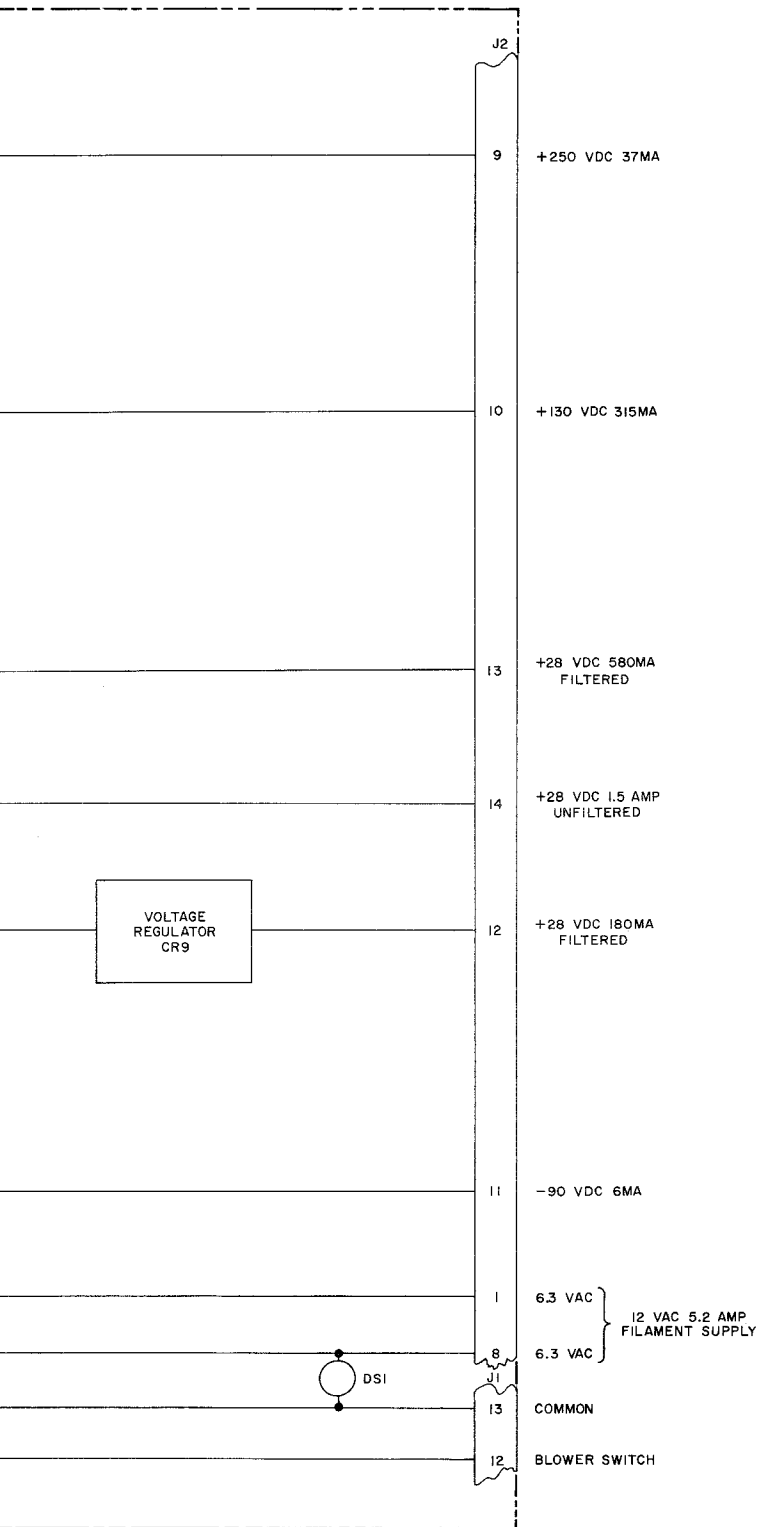 J2
9 +250 VDC 37MA
10 +130 VDC 315MA
13 +28 VDC 580MA
FILTERED
14 +28 VDC 1.5 AMP
UNFILTERED
VOLTAGE
REGULATOR
CR9
12 +28 VDC 180MA
FILTERED
11 -90 VDC 6MA
1 6.3 VAC
12 VAC 5.2 AMP
FILAMENT SUPPLY
8 6.3 VAC
DS1
J1
13 COMMON
12 BLOWER SWITCH